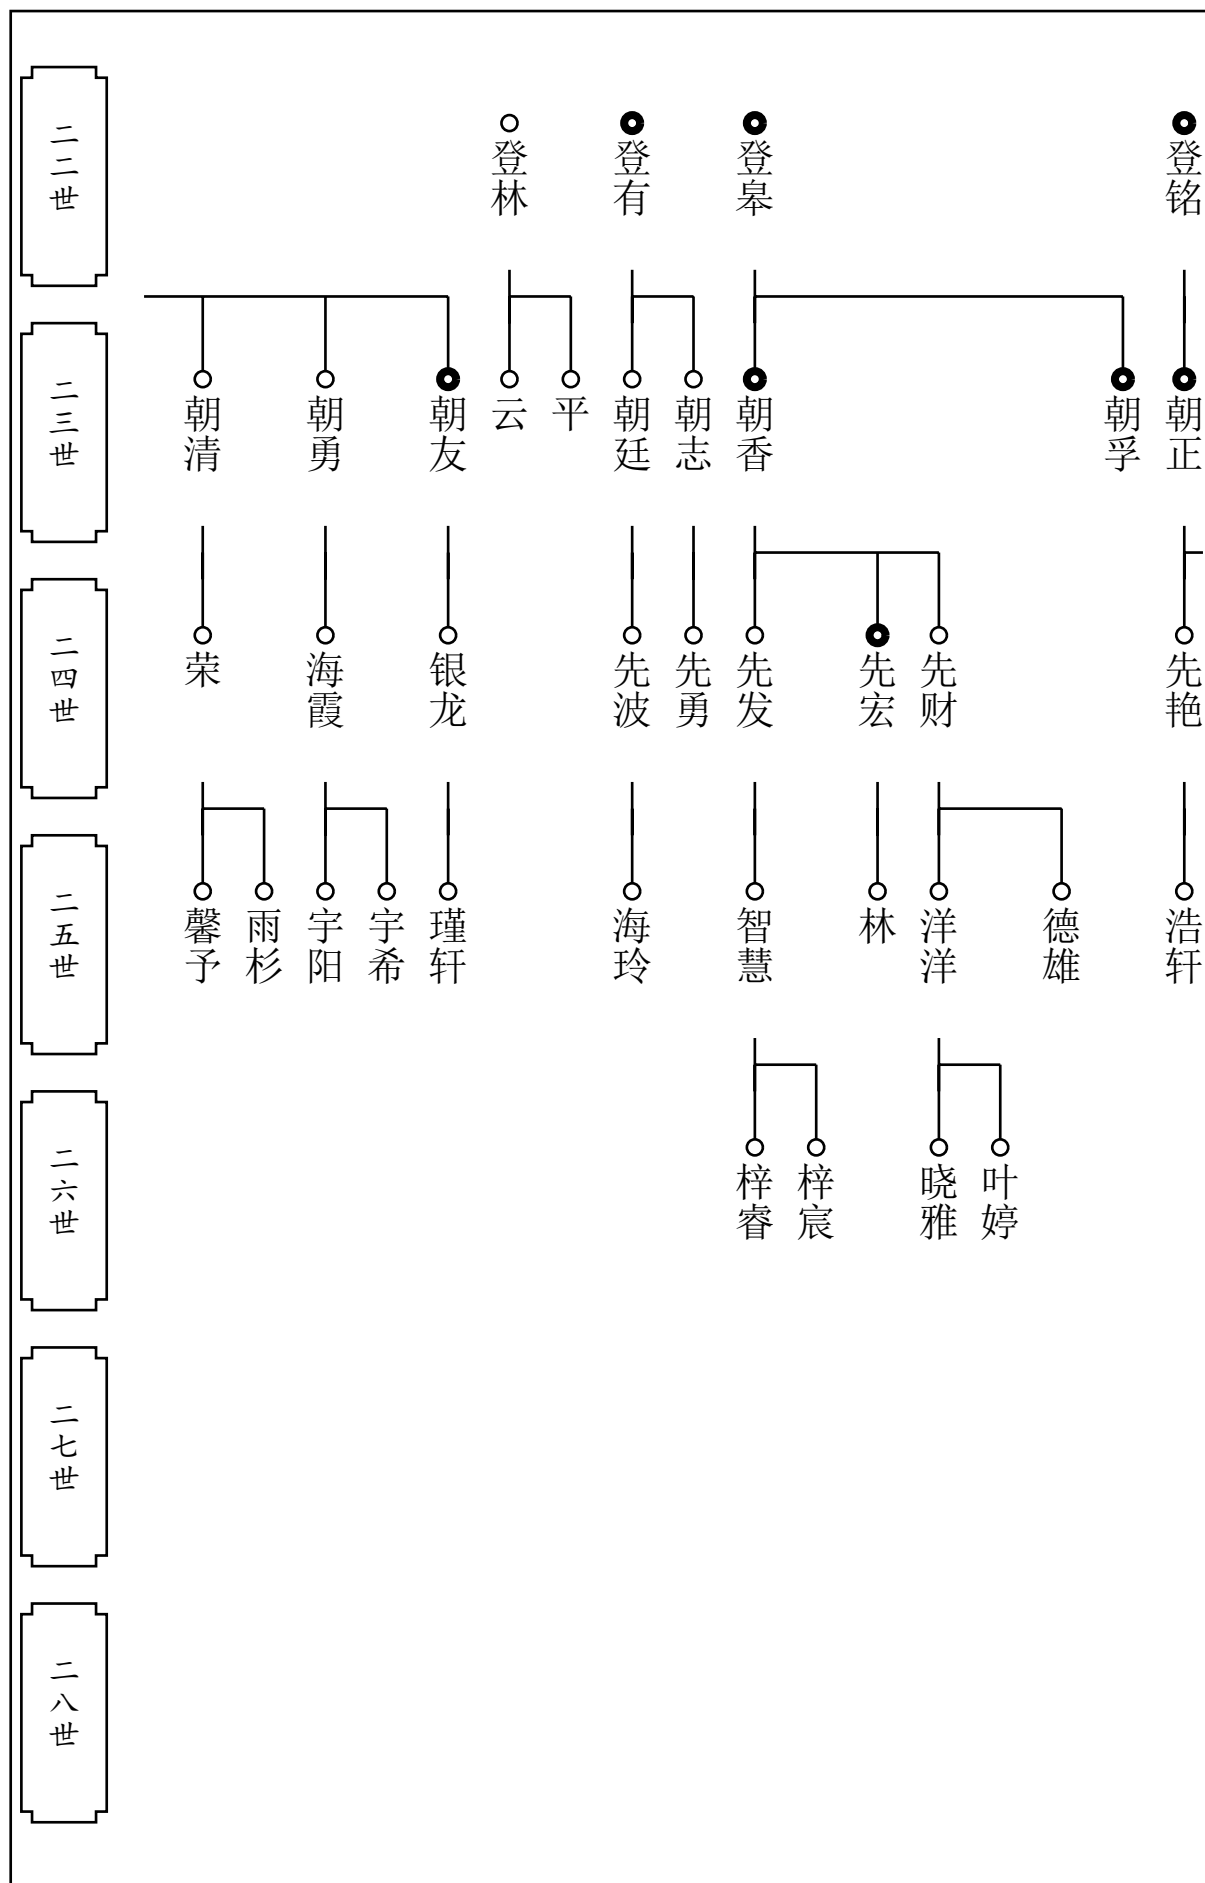 二二世
登林
登有
登皋
登铭
二三世
朝清
朝勇
朝友
云
平
朝廷
朝志
朝香
朝孚
朝正
二四世
荣
海霞
银龙
先波
先勇
先发
先宏
先财
先艳
二五世
馨予
雨杉
宇阳
宇希
瑾轩
海玲
智慧
林
洋洋
德雄
浩轩
二六世
梓睿
梓宸
晓雅
叶婷
二七世
二八世